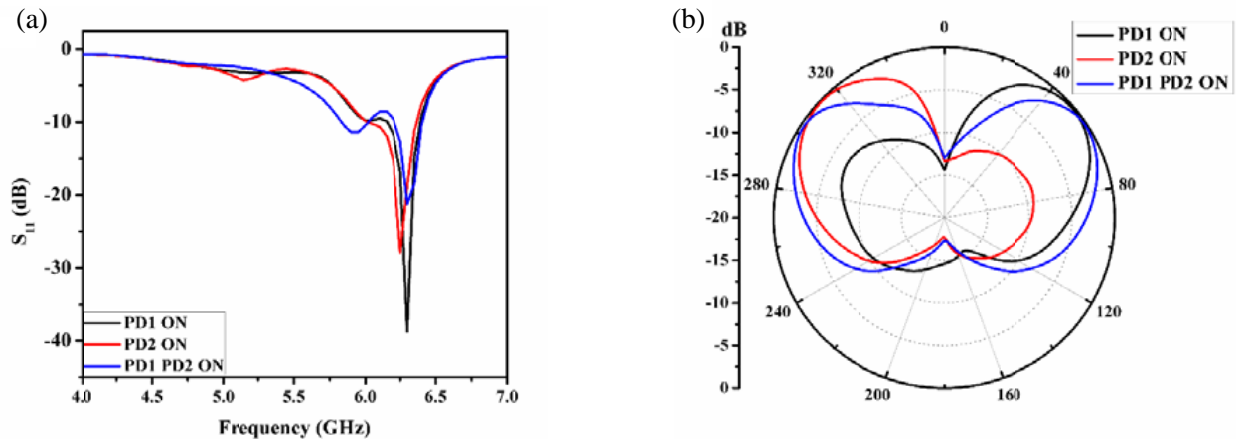 (a)
0
-10
-20
-30
-40
S11 (dB)
PD1 ON
PD2 ON
PD1 PD2 ON
4.0 4.5 5.0 5.5 6.0 6.5 7.0
Frequency (GHz)
(b)
dB
0
-5
-10
-15
-20
-15
-10
-5
0
0
40
80
120
160
200
240
280
320
PD1 ON
PD2 ON
PD1 PD2 ON